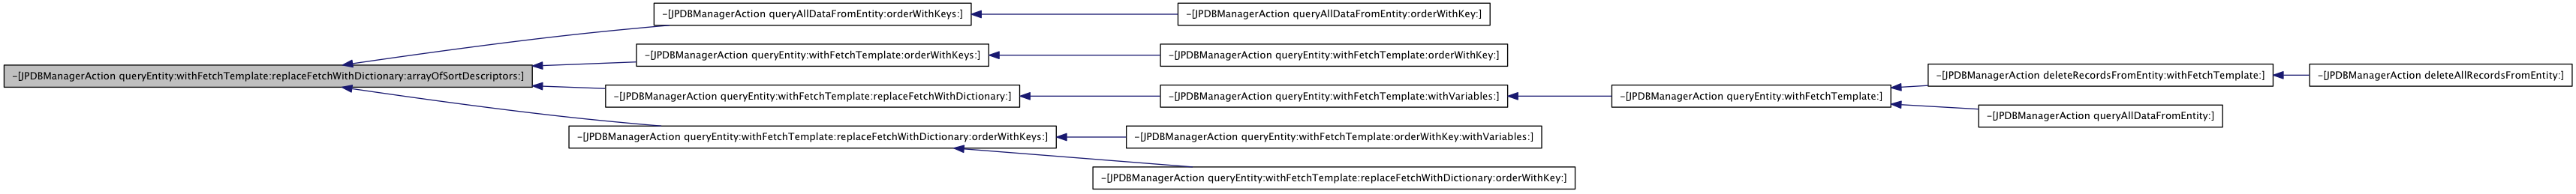 -[JPDBManagerAction queryAllDataFromEntity:orderWithKeys:]
-[JPDBManagerAction queryAllDataFromEntity:orderWithKey:]
-[JPDBManagerAction queryEntity:withFetchTemplate:orderWithKeys:]
-[JPDBManagerAction queryEntity:withFetchTemplate:orderWithKey:]
-[JPDBManagerAction queryEntity:withFetchTemplate:replaceFetchWithDictionary:arrayOfSortDescriptors:]
-[JPDBManagerAction deleteRecordsFromEntity:withFetchTemplate:]
-[JPDBManagerAction deleteAllRecordsFromEntity:]
-[JPDBManagerAction queryEntity:withFetchTemplate:replaceFetchWithDictionary:]
-[JPDBManagerAction queryEntity:withFetchTemplate:withVariables:]
-[JPDBManagerAction queryEntity:withFetchTemplate:]
-[JPDBManagerAction queryAllDataFromEntity:]
-[JPDBManagerAction queryEntity:withFetchTemplate:replaceFetchWithDictionary:orderWithKeys:]
-[JPDBManagerAction queryEntity:withFetchTemplate:orderWithKey:withVariables:]
-[JPDBManagerAction queryEntity:withFetchTemplate:replaceFetchWithDictionary:orderWithKey:]